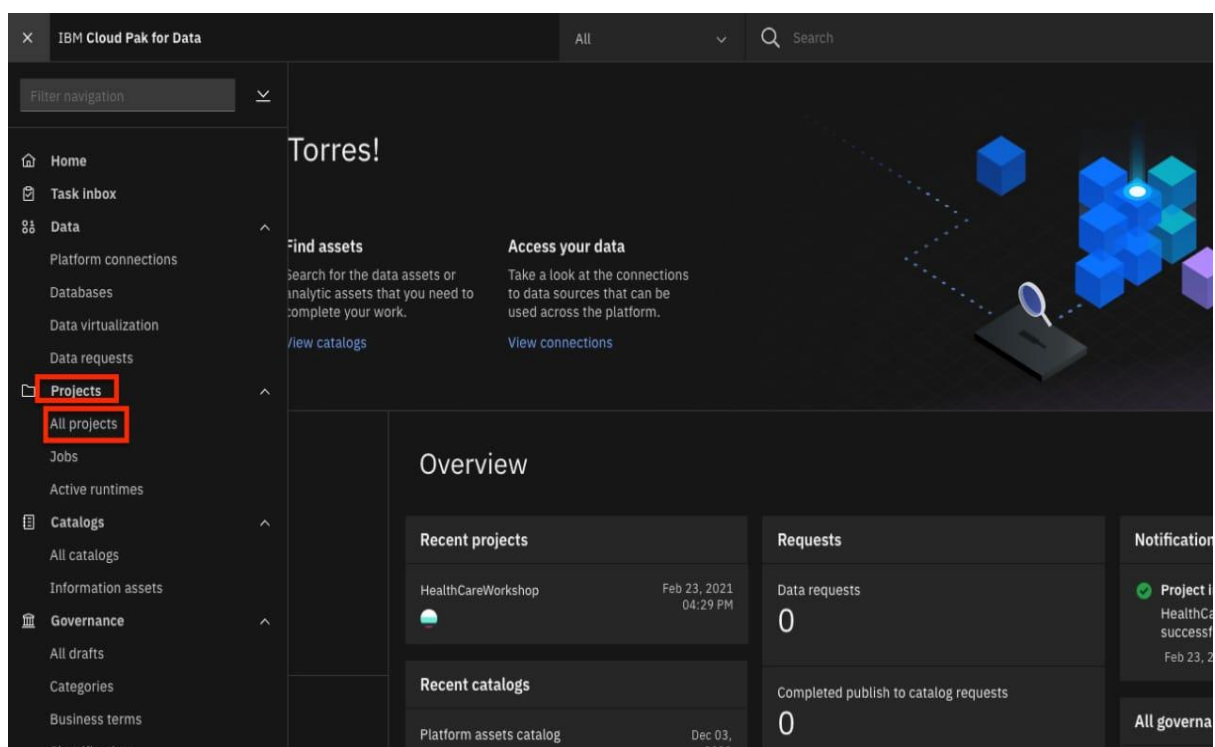 IBM Cloud Pak for Data
All
Search
Filter navigation
Home
Task inbox
Data
Platform connections
Databases
Data virtualization
Data requests
Projects
All projects
Jobs
Active runtimes
Catalogs
All catalogs
Information assets
Governance
All drafts
Categories
Business terms
Torres!
Find assets
Search for the data assets or
analytic assets that you need to
complete your work.
View catalogs
Access your data
Take a look at the connections
to data sources that can be
used across the platform.
View connections
Overview
Recent projects
HealthCareWorkshop
Feb 23, 2021
04:29 PM
Recent catalogs
Platform assets catalog
Dec 03,
Requests
Data requests
0
Completed publish to catalog requests
0
Notification
Project i
HealthCa
successf
Feb 23, 2
All governa